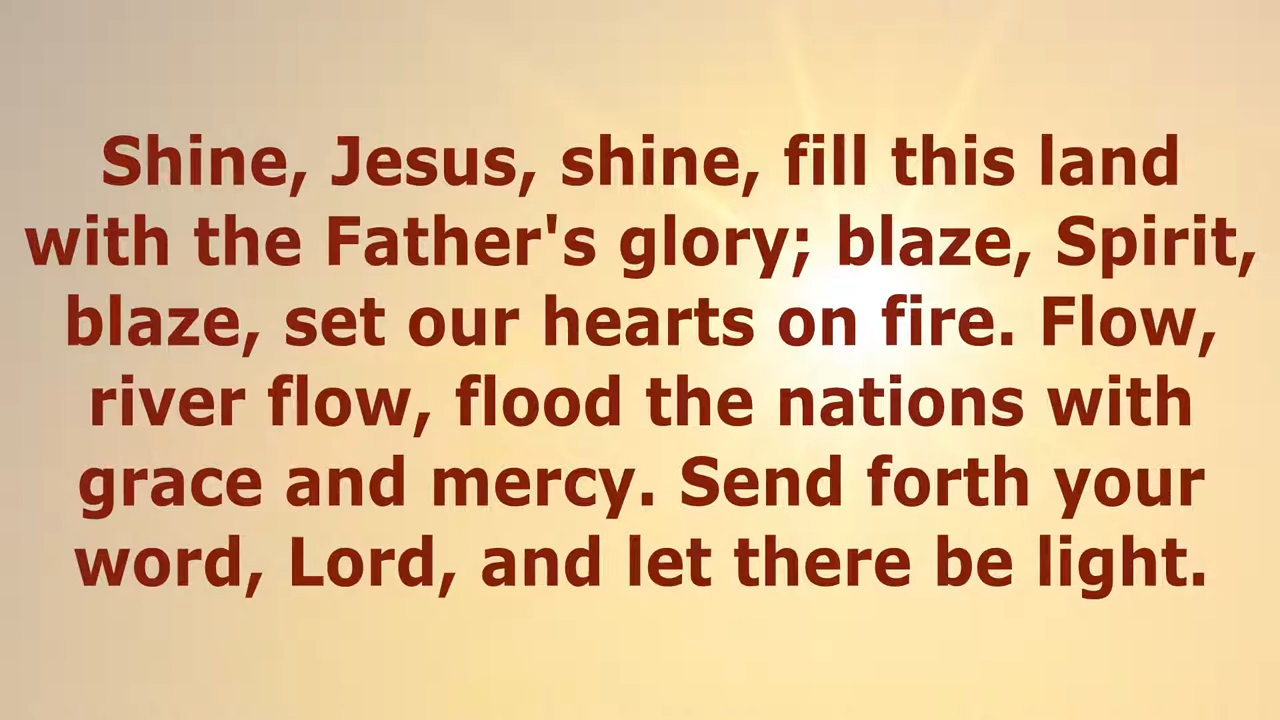 Shine, Jesus, shine, fill this land
with the Father's glory; blaze, Spirit,
blaze, set our hearts on fire. Flow,
river flow, flood the nations with
grace and mercy. Send forth your
word, Lord, and let there be light.